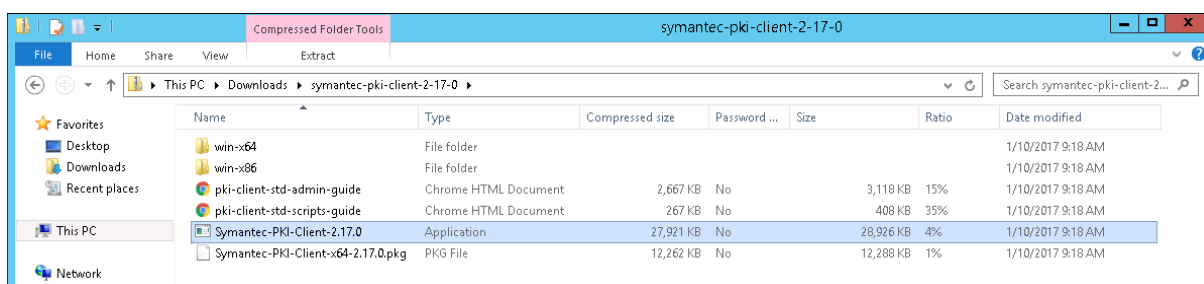 Compressed Folder Tools
symantec-pki-client-2-17-0
File Home Share View Extract
This PC Downloads symantec-pki-client-2-17-0
Search symantec-pki-client-2...
Favorites
Desktop
Downloads
Recent places
This PC
Network
Name Type Compressed size Password ... Size Ratio Date modified
win-x64 File folder 1/10/2017 9:18 AM
win-x86 File folder 1/10/2017 9:18 AM
pki-client-std-admin-guide Chrome HTML Document 2,667 KB No 3,118 KB 15% 1/10/2017 9:18 AM
pki-client-std-scripts-guide Chrome HTML Document 267 KB No 408 KB 35% 1/10/2017 9:18 AM
Symantec-PKI-Client-2.17.0 Application 27,921 KB No 28,926 KB 4% 1/10/2017 9:18 AM
Symantec-PKI-Client-x64-2.17.0.pkg PKG File 12,262 KB No 12,288 KB 1% 1/10/2017 9:18 AM